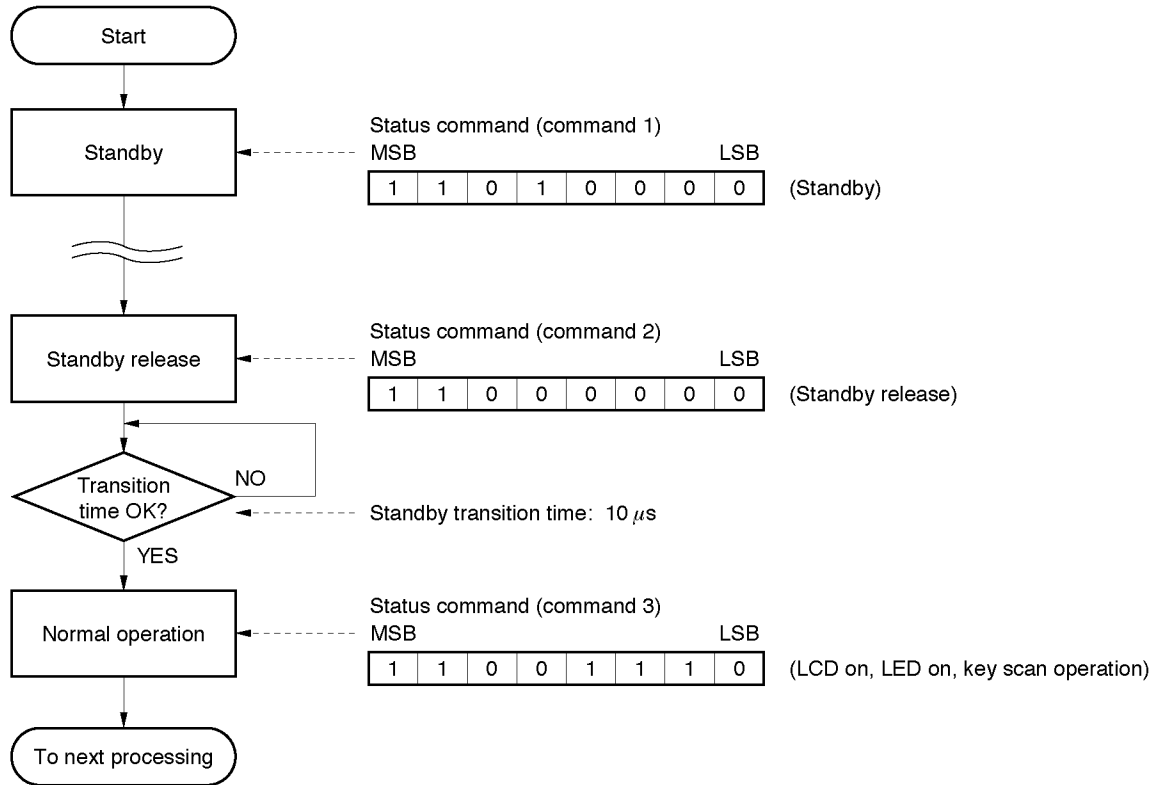 Start
Standby
Status command (command 1)
MSB LSB
1 1 0 1 0 0 0 0
(Standby)
Standby release
Status command (command 2)
MSB LSB
1 1 0 0 0 0 0 0
(Standby release)
Transition
time OK?
NO
YES
Standby transition time: 10 μs
Normal operation
Status command (command 3)
MSB LSB
1 1 0 0 1 1 1 0
(LCD on, LED on, key scan operation)
To next processing